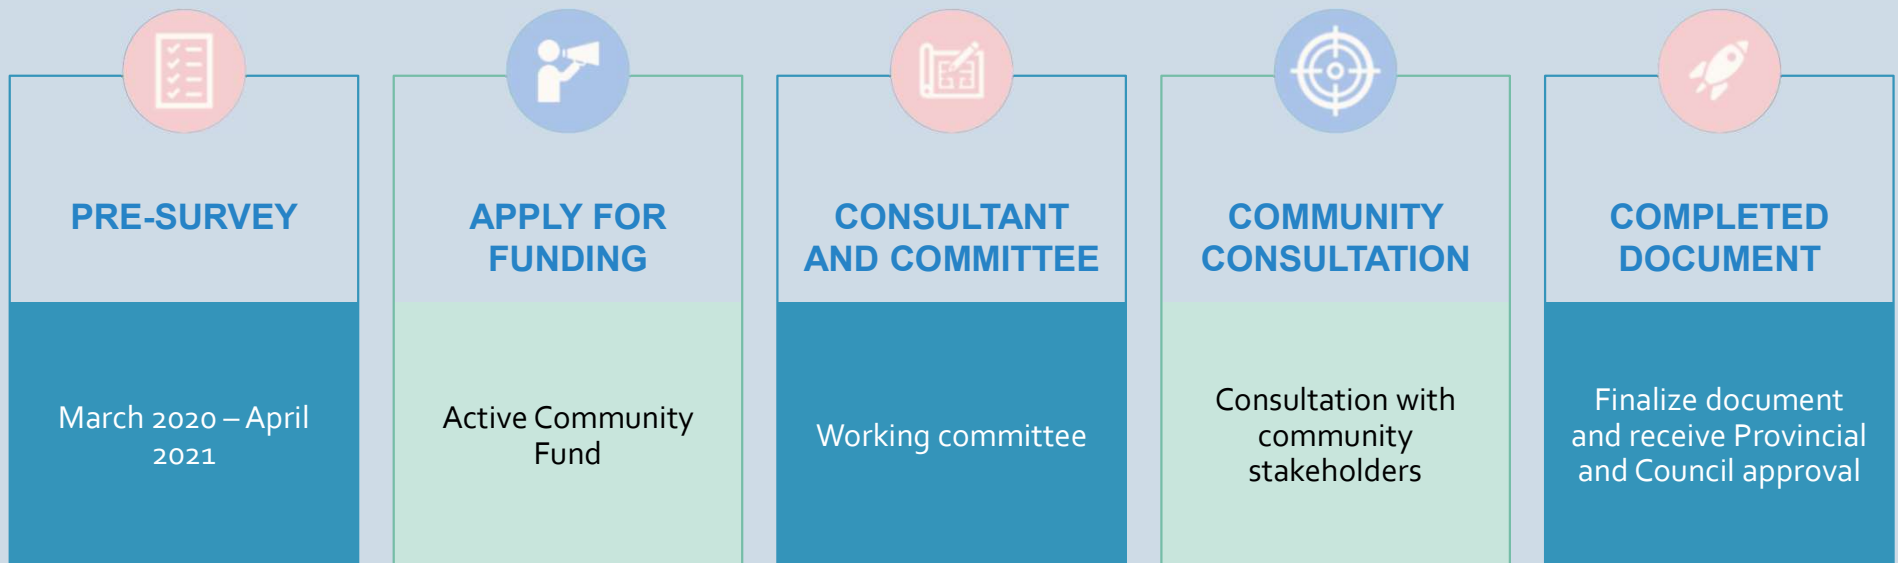 PRE-SURVEY
March 2020 – April
2021
APPLY FOR
FUNDING
Active Community
Fund
CONSULTANT
AND COMMITTEE
Working committee
COMMUNITY
CONSULTATION
Consultation with
community
stakeholders
COMPLETED
DOCUMENT
Finalize document
and receive Provincial
and Council approval